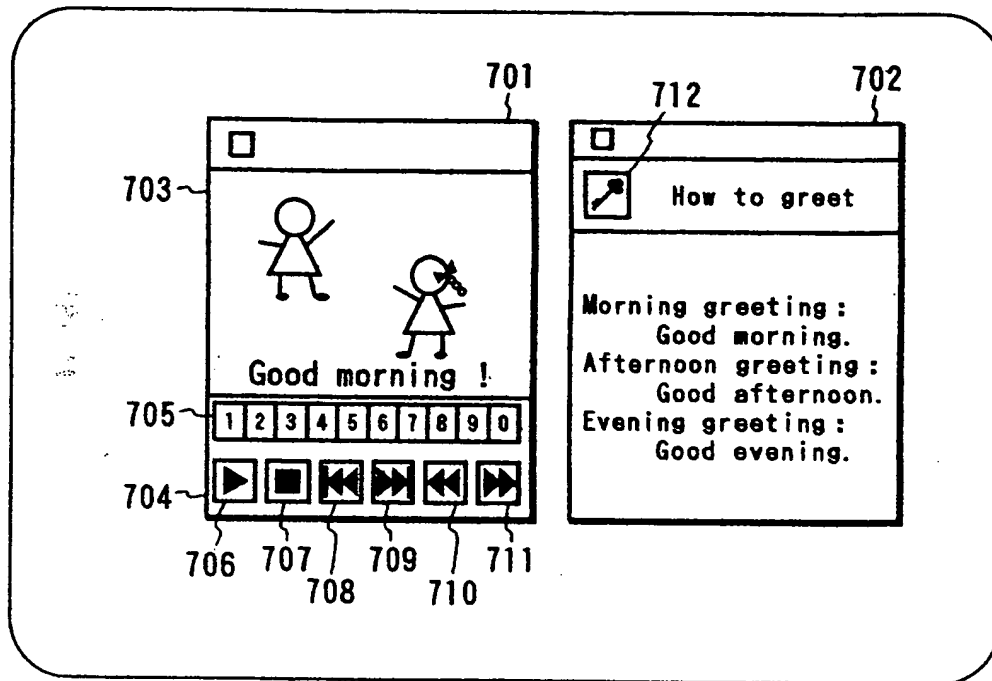 701
712
702
703
How to greet
Morning greeting :
Good morning.
Afternoon greeting :
Good afternoon.
Evening greeting :
Good evening.
Good morning !
705
1 2 3 4 5 6 7 8 9 0
704
706
707
708
709
710
711